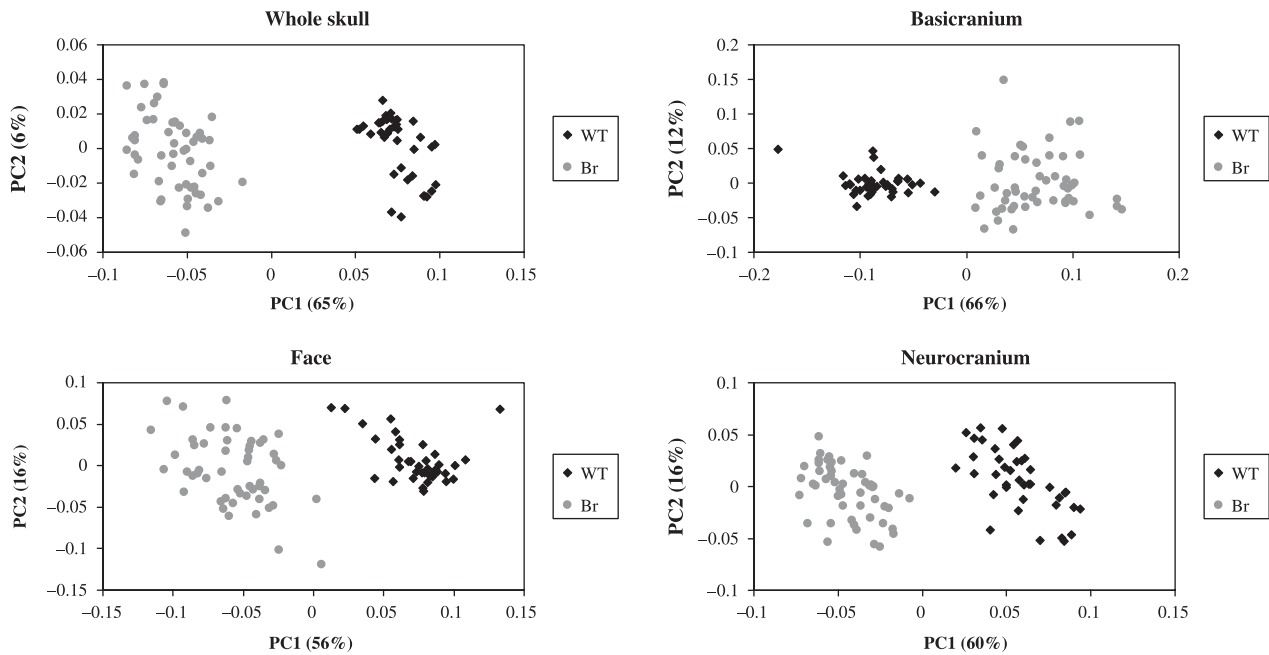 Whole skull
0.06
0.04
0.02
0
–0.02
–0.04
–0.06
PC2 (6%)
–0.1
–0.05
0
0.05
0.1
0.15
PC1 (65%)
WT
Br
Basicranium
0.2
0.15
0.1
0.05
0
–0.05
–0.1
PC2 (12%)
–0.2
–0.1
0
0.1
0.2
PC1 (66%)
WT
Br
Face
0.1
0.05
0
–0.05
–0.1
–0.15
PC2 (16%)
–0.15
–0.1
–0.05
0
0.05
0.1
0.15
PC1 (56%)
WT
Br
Neurocranium
0.1
0.05
0
–0.05
–0.1
PC2 (16%)
–0.1
–0.05
0
0.05
0.1
0.15
PC1 (60%)
WT
Br